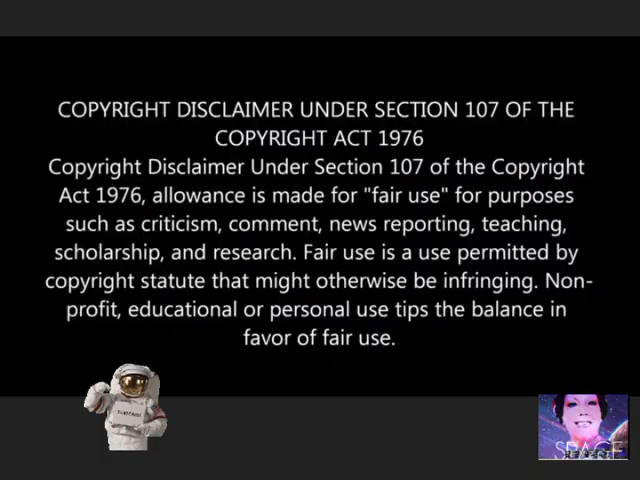 COPYRIGHT DISCLAIMER UNDER SECTION 107 OF THE
COPYRIGHT ACT 1976
Copyright Disclaimer Under Section 107 of the Copyright
Act 1976, allowance is made for "fair use" for purposes
such as criticism, comment, news reporting, teaching,
scholarship, and research. Fair use is a use permitted by
copyright statute that might otherwise be infringing. Non-
profit, educational or personal use tips the balance in
favor of fair use.
SPACE